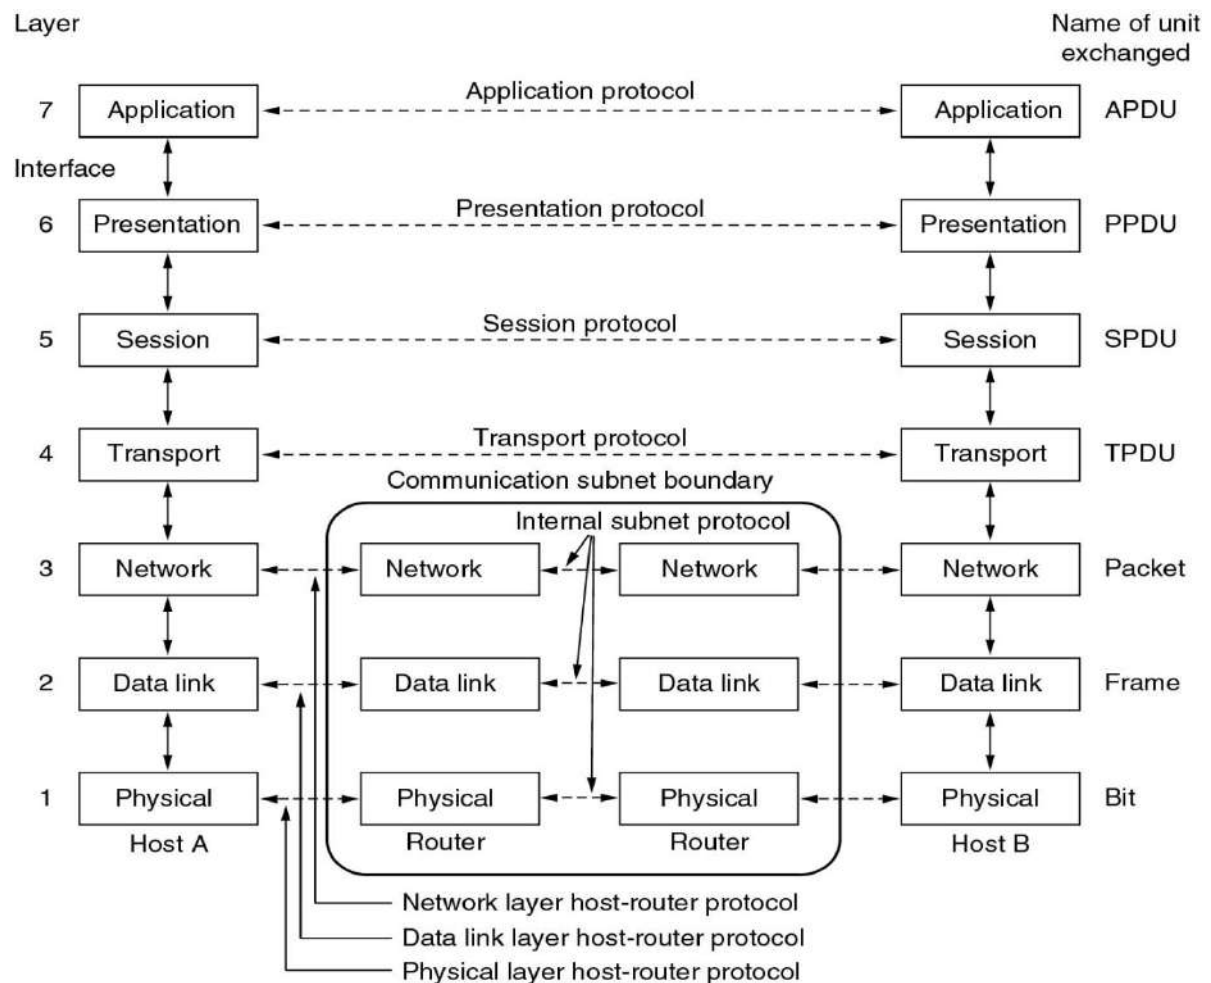 Layer
Name of unit
exchanged
7
Application
Application protocol
Application
APDU
Interface
6
Presentation
Presentation protocol
Presentation
PPDU
5
Session
Session protocol
Session
SPDU
4
Transport
Transport protocol
Transport
TPDU
Communication subnet boundary
Internal subnet protocol
3
Network
Network
Network
Network
Packet
2
Data link
Data link
Data link
Data link
Frame
1
Physical
Physical
Physical
Physical
Bit
Host A
Router
Router
Host B
Network layer host-router protocol
Data link layer host-router protocol
Physical layer host-router protocol